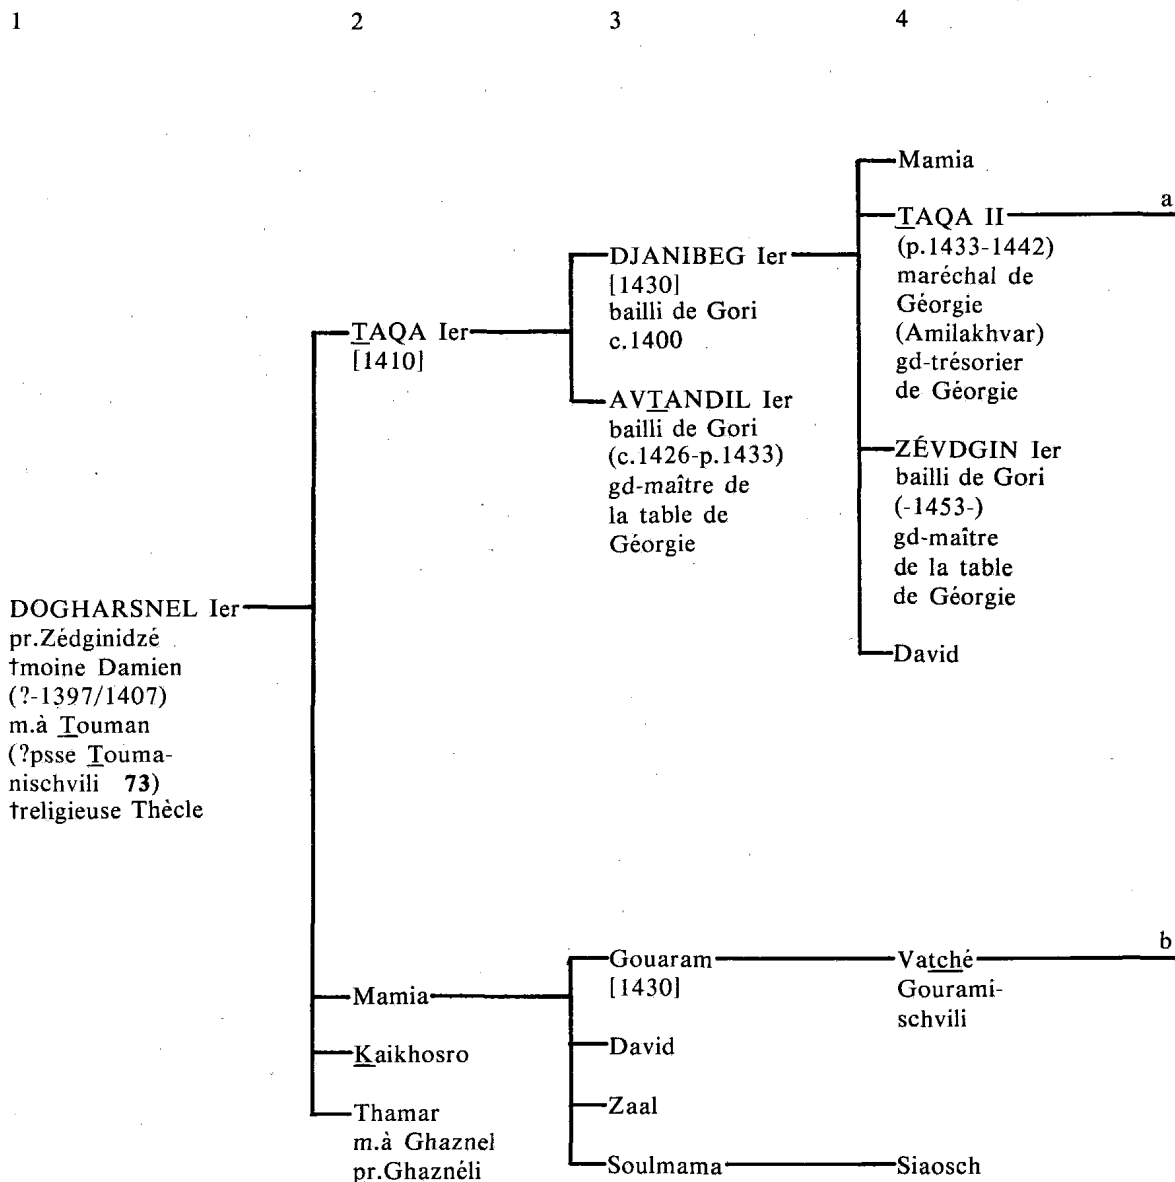 1 2 3 4
DOGHARSNEL Ier
pr.Zédginidzé
†moine Damien
(?-1397/1407)
m.à Touman
(?psse Touma-
nischvili 73)
†religieuse Thècle
TAQA Ier
[1410]
Mamia
Kaikhosro
Thamar
m.à Ghaznel
pr.Ghaznéli
DJANIBEG Ier
[1430]
bailli de Gori
c.1400
AVTANDIL Ier
bailli de Gori
(c.1426-p.1433)
gd-maître de
la table de
Géorgie
Gouaram
[1430]
David
Zaal
Soulmama
Mamia
TAQA II
(p.1433-1442)
maréchal de
Géorgie
(Amilakhvar)
gd-trésorier
de Géorgie
a
ZÉVDGIN Ier
bailli de Gori
(-1453-)
gd-maître
de la table
de Géorgie
David
Vatché
Gourami-
schvili
b
Siaosch